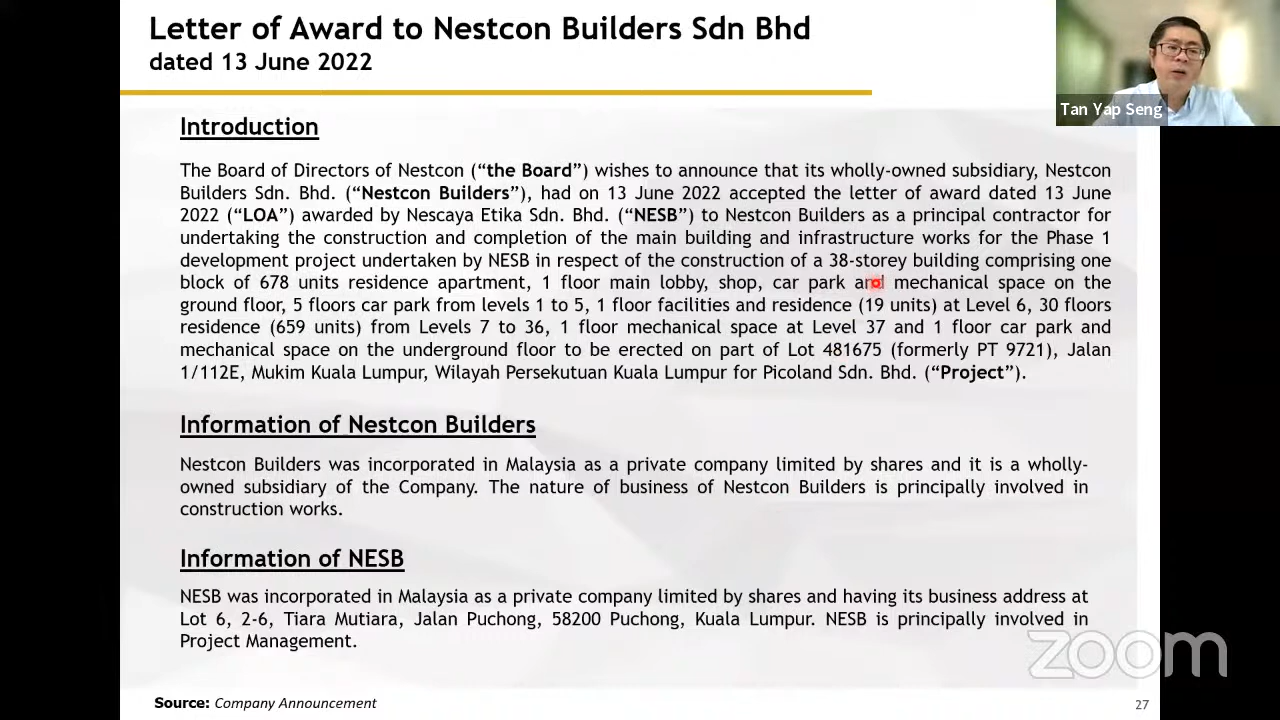 Letter of Award to Nestcon Builders Sdn Bhd
dated 13 June 2022
Tan Yap Seng
Introduction
The Board of Directors of Nestcon (“the Board”) wishes to announce that its wholly-owned subsidiary, Nestcon
Builders Sdn. Bhd. (“Nestcon Builders”), had on 13 June 2022 accepted the letter of award dated 13 June
2022 (“LOA”) awarded by Nescaya Etika Sdn. Bhd. (“NESB”) to Nestcon Builders as a principal contractor for
undertaking the construction and completion of the main building and infrastructure works for the Phase 1
development project undertaken by NESB in respect of the construction of a 38-storey building comprising one
block of 678 units residence apartment, 1 floor main lobby, shop, car park and mechanical space on the
ground floor, 5 floors car park from levels 1 to 5, 1 floor facilities and residence (19 units) at Level 6, 30 floors
residence (659 units) from Levels 7 to 36, 1 floor mechanical space at Level 37 and 1 floor car park and
mechanical space on the underground floor to be erected on part of Lot 481675 (formerly PT 9721), Jalan
1/112E, Mukim Kuala Lumpur, Wilayah Persekutuan Kuala Lumpur for Picoland Sdn. Bhd. (“Project”).
Information of Nestcon Builders
Nestcon Builders was incorporated in Malaysia as a private company limited by shares and it is a wholly-
owned subsidiary of the Company. The nature of business of Nestcon Builders is principally involved in
construction works.
Information of NESB
NESB was incorporated in Malaysia as a private company limited by shares and having its business address at
Lot 6, 2-6, Tiara Mutiara, Jalan Puchong, 58200 Puchong, Kuala Lumpur. NESB is principally involved in
Project Management.
zoom
Source: Company Announcement
27